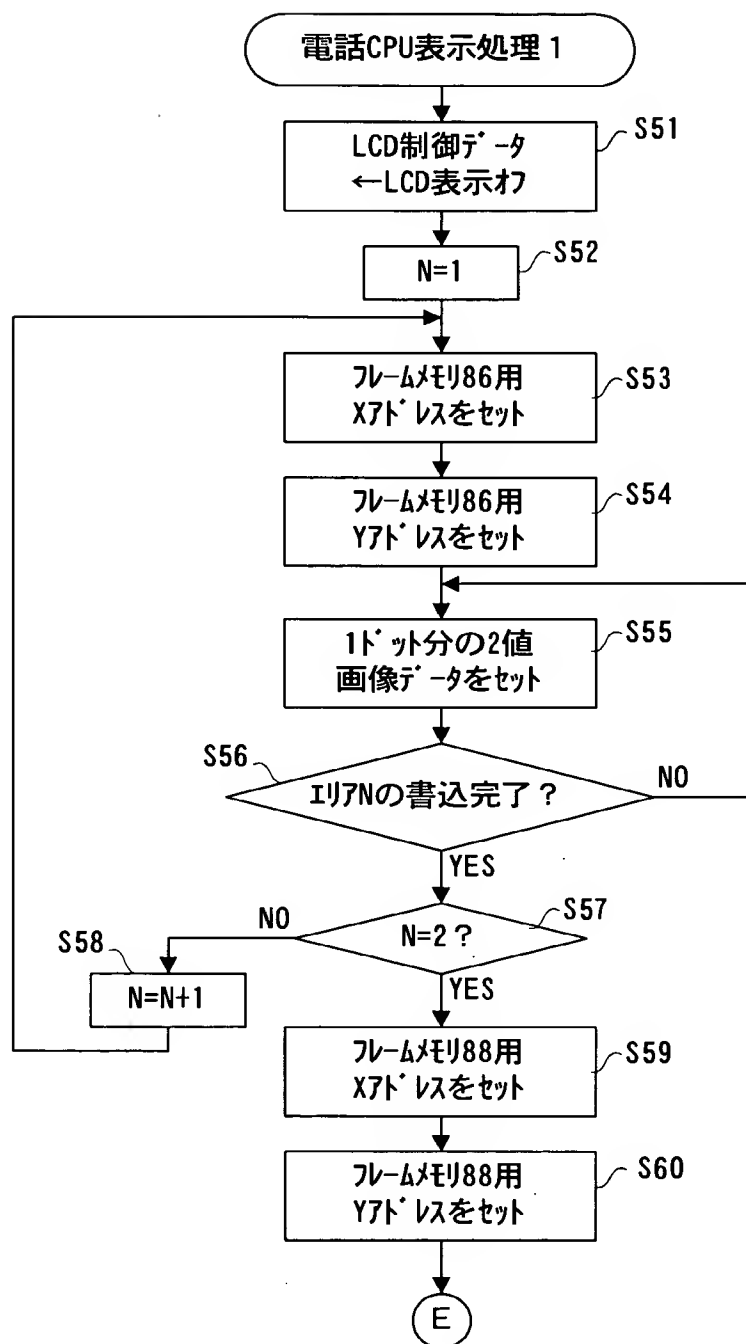 電話CPU表示処理1
S51
LCD制御ﾃﾞｰﾀ
←LCD表示ｵﾌ
S52
N=1
S53
ﾌﾚｰﾑﾒﾓﾘ86用
Xｱﾄﾞﾚｽをｾｯﾄ
S54
ﾌﾚｰﾑﾒﾓﾘ86用
Yｱﾄﾞﾚｽをｾｯﾄ
S55
1ﾄﾞｯﾄ分の2値
画像ﾃﾞｰﾀをｾｯﾄ
S56
ｴﾘｱNの書込完了？
NO
YES
S57
N=2？
NO
S58
N=N+1
YES
S59
ﾌﾚｰﾑﾒﾓﾘ88用
Xｱﾄﾞﾚｽをｾｯﾄ
S60
ﾌﾚｰﾑﾒﾓﾘ88用
Yｱﾄﾞﾚｽをｾｯﾄ
E